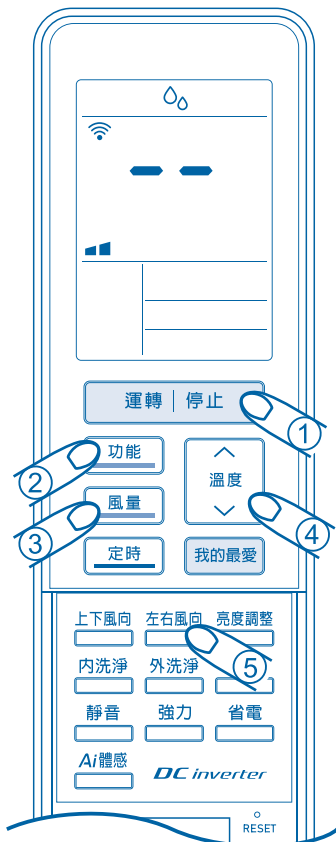 運轉 | 停止
①
功能
②
溫度
風量
③
④
定時
我的最愛
上下風向 左右風向 亮度調整
內洗淨 外洗淨
⑤
靜音 強力 省電
Ai體感
DC inverter
RESET